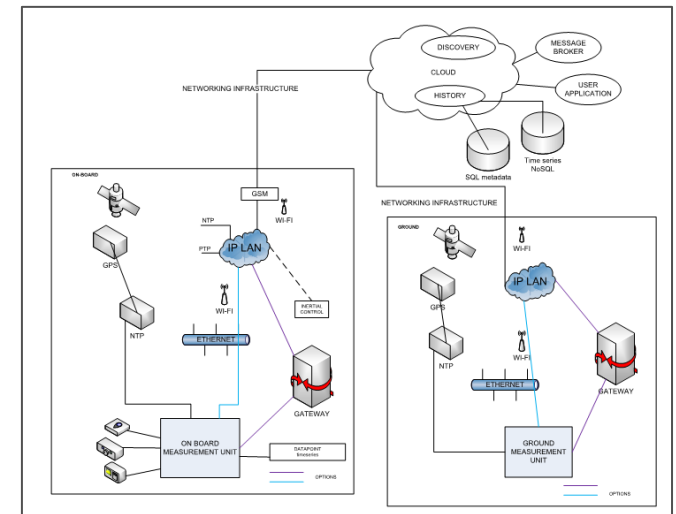 DISCOVERY
MESSAGE
BROKER
CLOUD
USER
APPLICATION
HISTORY
NETWORKING INFRASTRUCTURE
Time series
NoSQL
SQL metadata
ON-BOARD
GSM
WI-FI
NTP
PTP
IP LAN
GPS
WI-FI
INERTIAL
CONTROL
NTP
ETHERNET
GATEWAY
ON BOARD
MEASUREMENT UNIT
DATAPOINT
timeseries
OPTIONS
NETWORKING INFRASTRUCTURE
GROUND
WI-FI
IP LAN
GPS
NTP
WI-FI
ETHERNET
GATEWAY
GROUND
MEASUREMENT
UNIT
OPTIONS